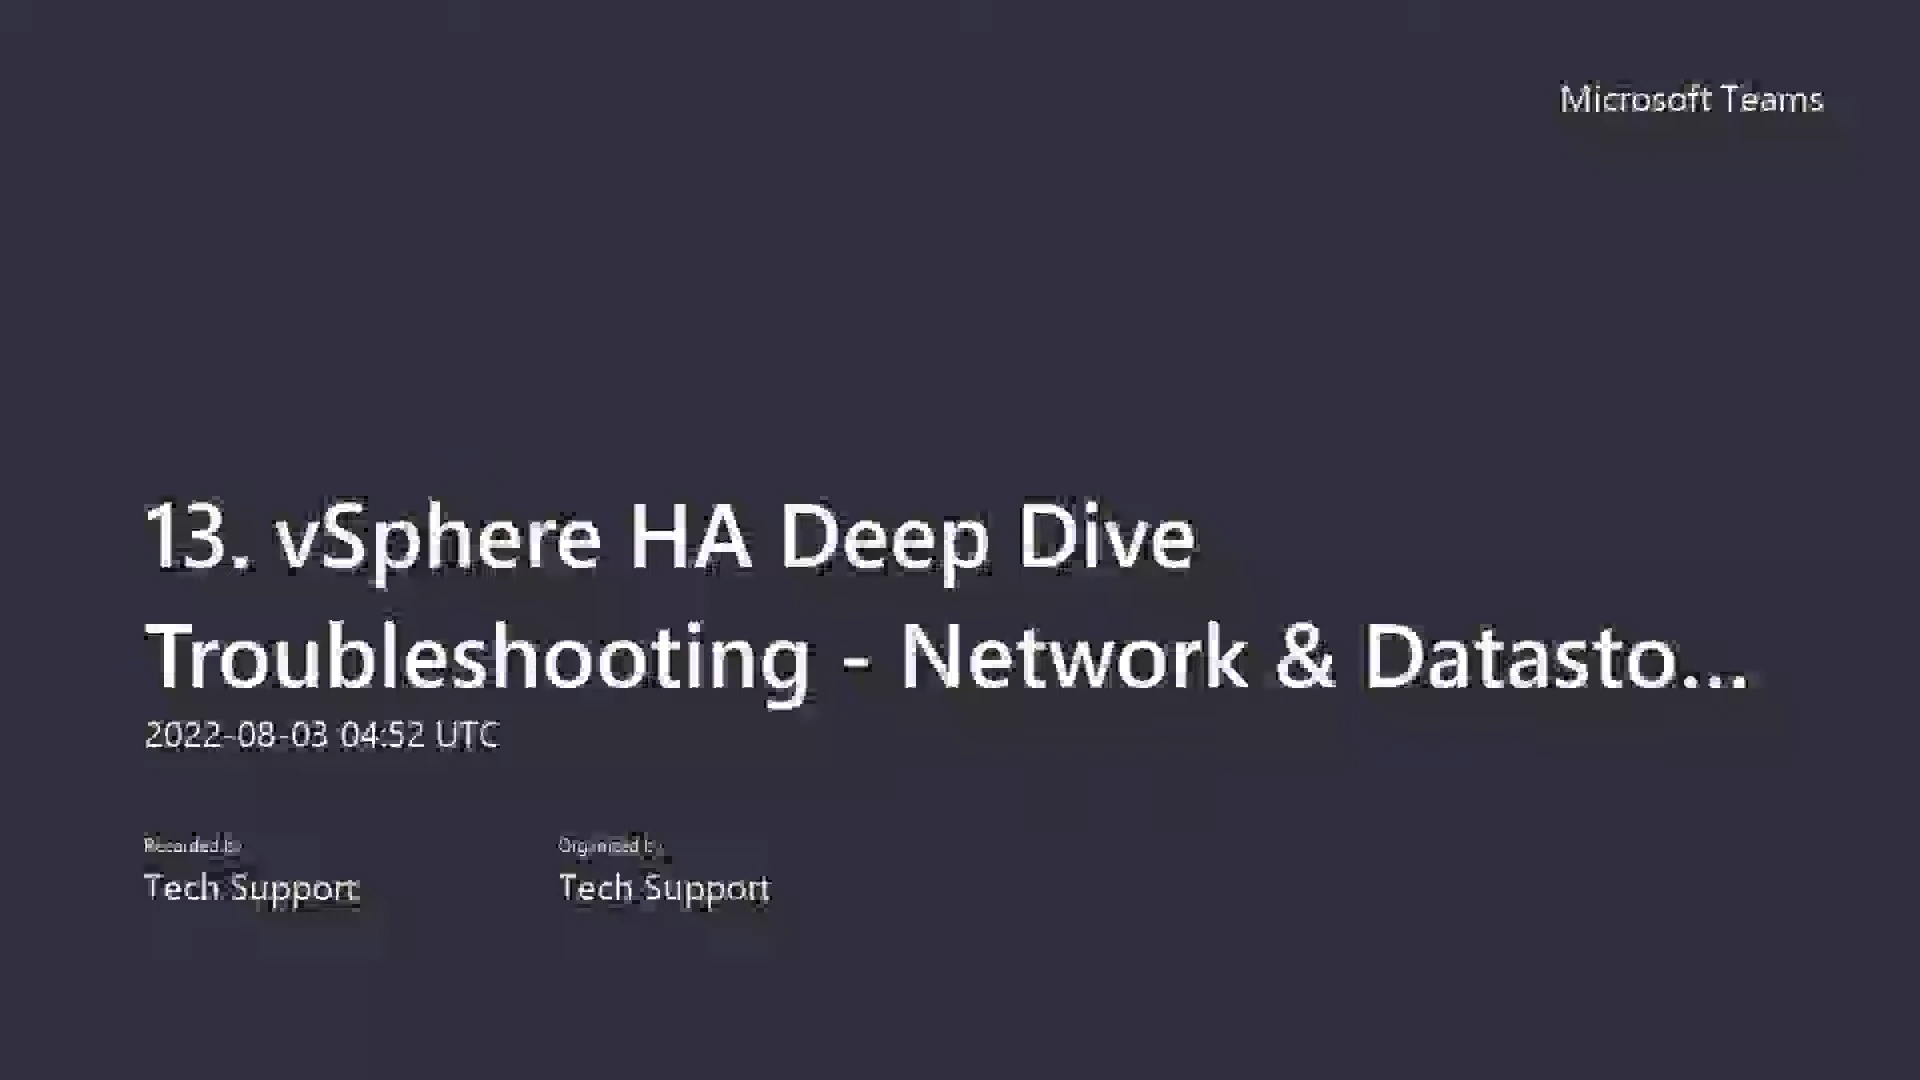 Microsoft Teams
13. vSphere HA Deep Dive
Troubleshooting - Network & Datasto...
2022-08-03 04:52 UTC
Recorded by
Organized by
Tech Support
Tech Support